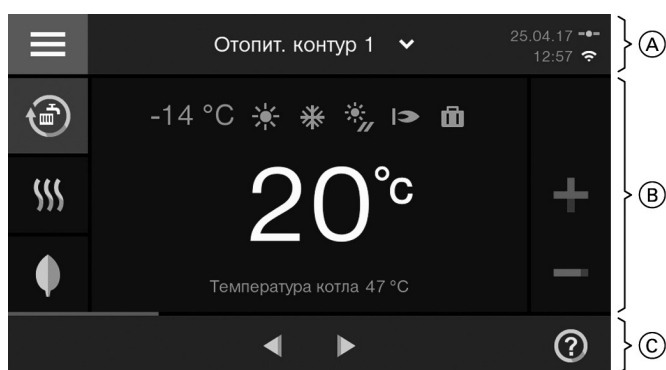 Отопит. контур 1
25.04.17
12:57
A
-14 °C
20°C
B
Температура котла 47 °C
?
C